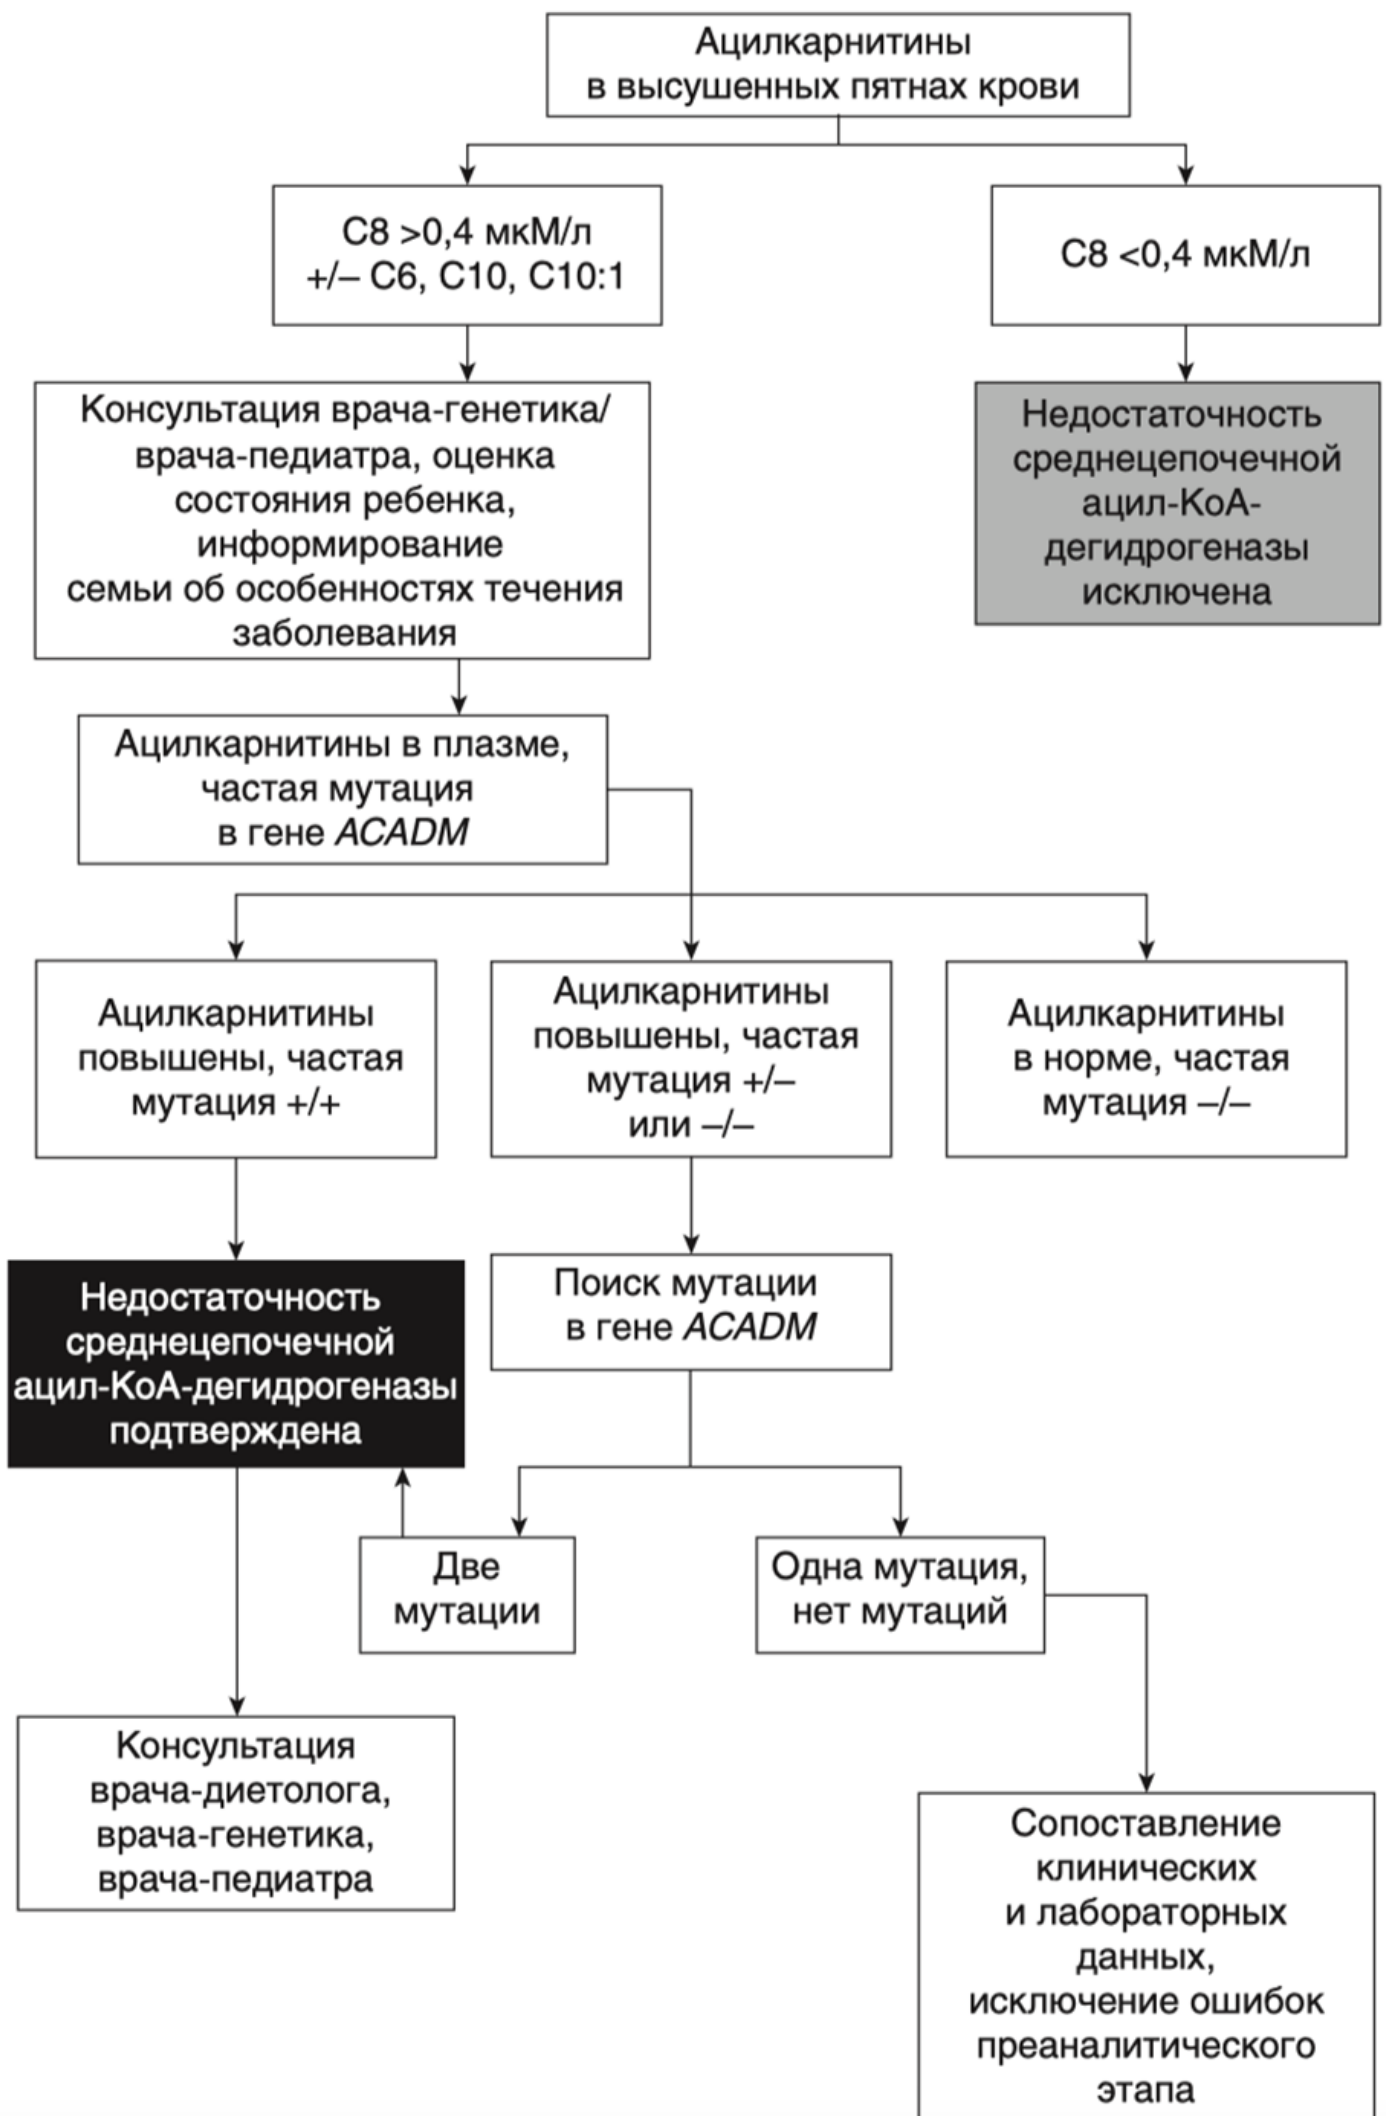 Ацилкарнитины
в высушенных пятнах крови
С8 >0,4 мкМ/л
+/– С6, С10, С10:1
С8 <0,4 мкМ/л
Консультация врача-генетика/
врача-педиатра, оценка
состояния ребенка,
информирование
семьи об особенностях течения
заболевания
Недостаточность
среднецепочечной
ацил-КоА-
дегидрогеназы
исключена
Ацилкарнитины в плазме,
частая мутация
в гене ACADM
Ацилкарнитины
повышены, частая
мутация +/+
Ацилкарнитины
повышены, частая
мутация +/–
или –/–
Ацилкарнитины
в норме, частая
мутация –/–
Недостаточность
среднецепочечной
ацил-КоА-дегидрогеназы
подтверждена
Поиск мутации
в гене ACADM
Две
мутации
Одна мутация,
нет мутаций
Консультация
врача-диетолога,
врача-генетика,
врача-педиатра
Сопоставление
клинических
и лабораторных
данных,
исключение ошибок
преаналитического
этапа